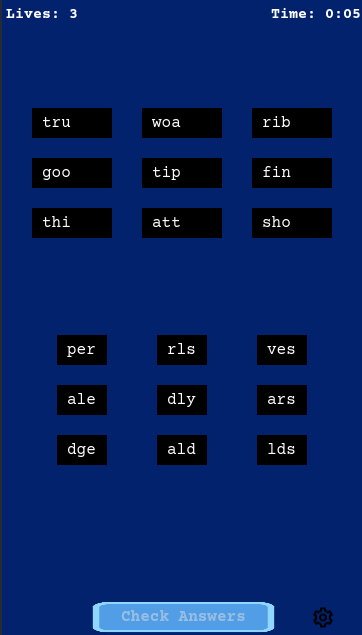 Lives: 3 Time: 0:05
tru woa rib
goo tip fin
thi att sho
per rls ves
ale dly ars
dge ald lds
Check Answers